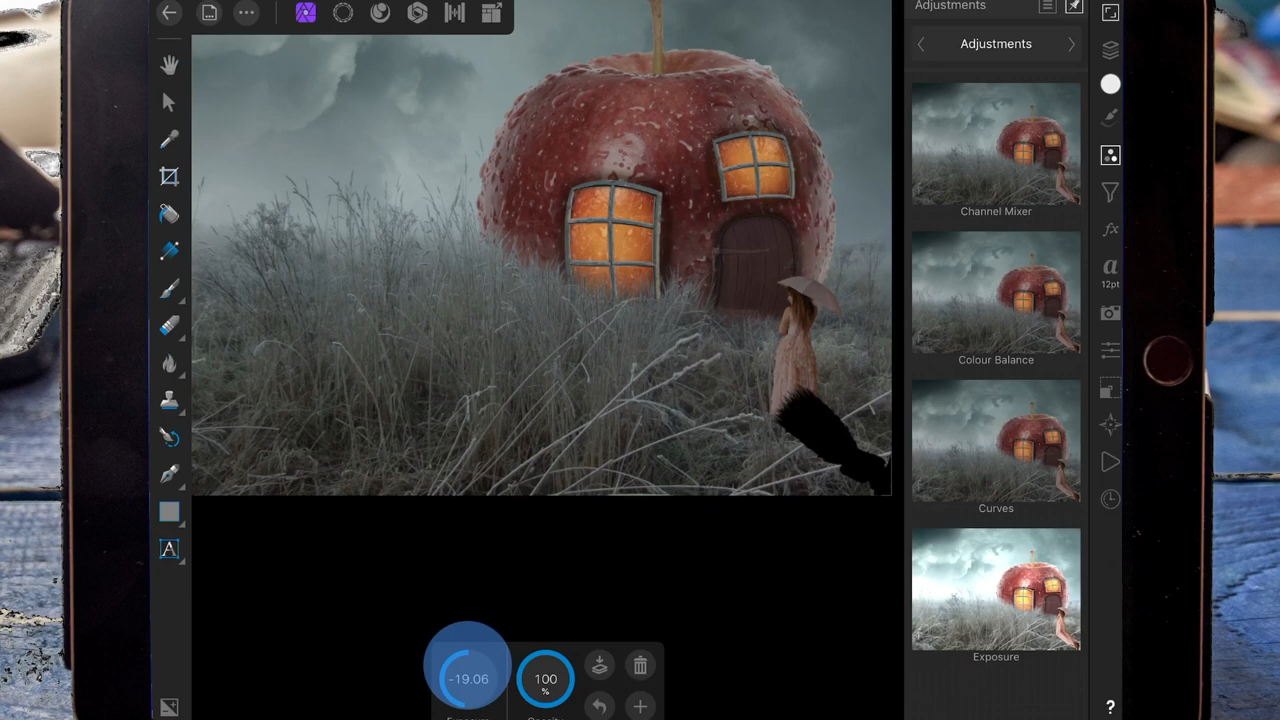 Adjustments
Adjustments
Channel Mixer
Colour Balance
Curves
Exposure
12pt
-19.06
100
%
?